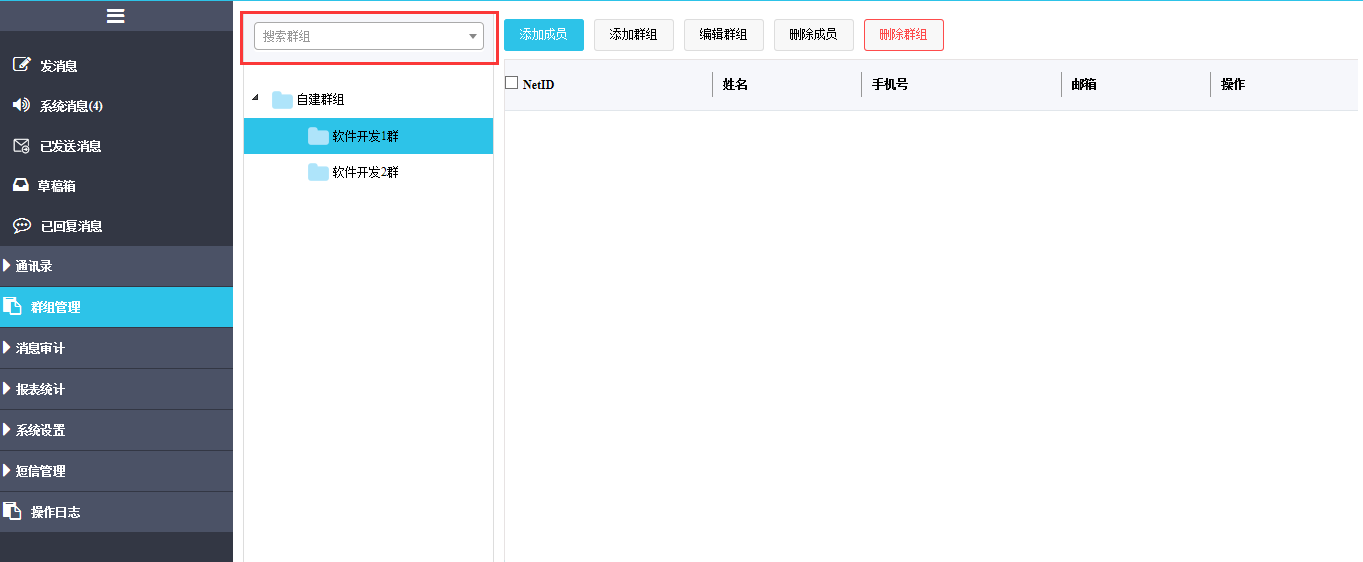 发消息
系统消息(4)
已发送消息
草稿箱
已回复消息
通讯录
群组管理
消息审计
报表统计
系统设置
短信管理
操作日志
搜索群组
自建群组
软件开发1群
软件开发2群
添加成员 添加群组 编辑群组 删除成员 删除群组
NetID 姓名 手机号 邮箱 操作